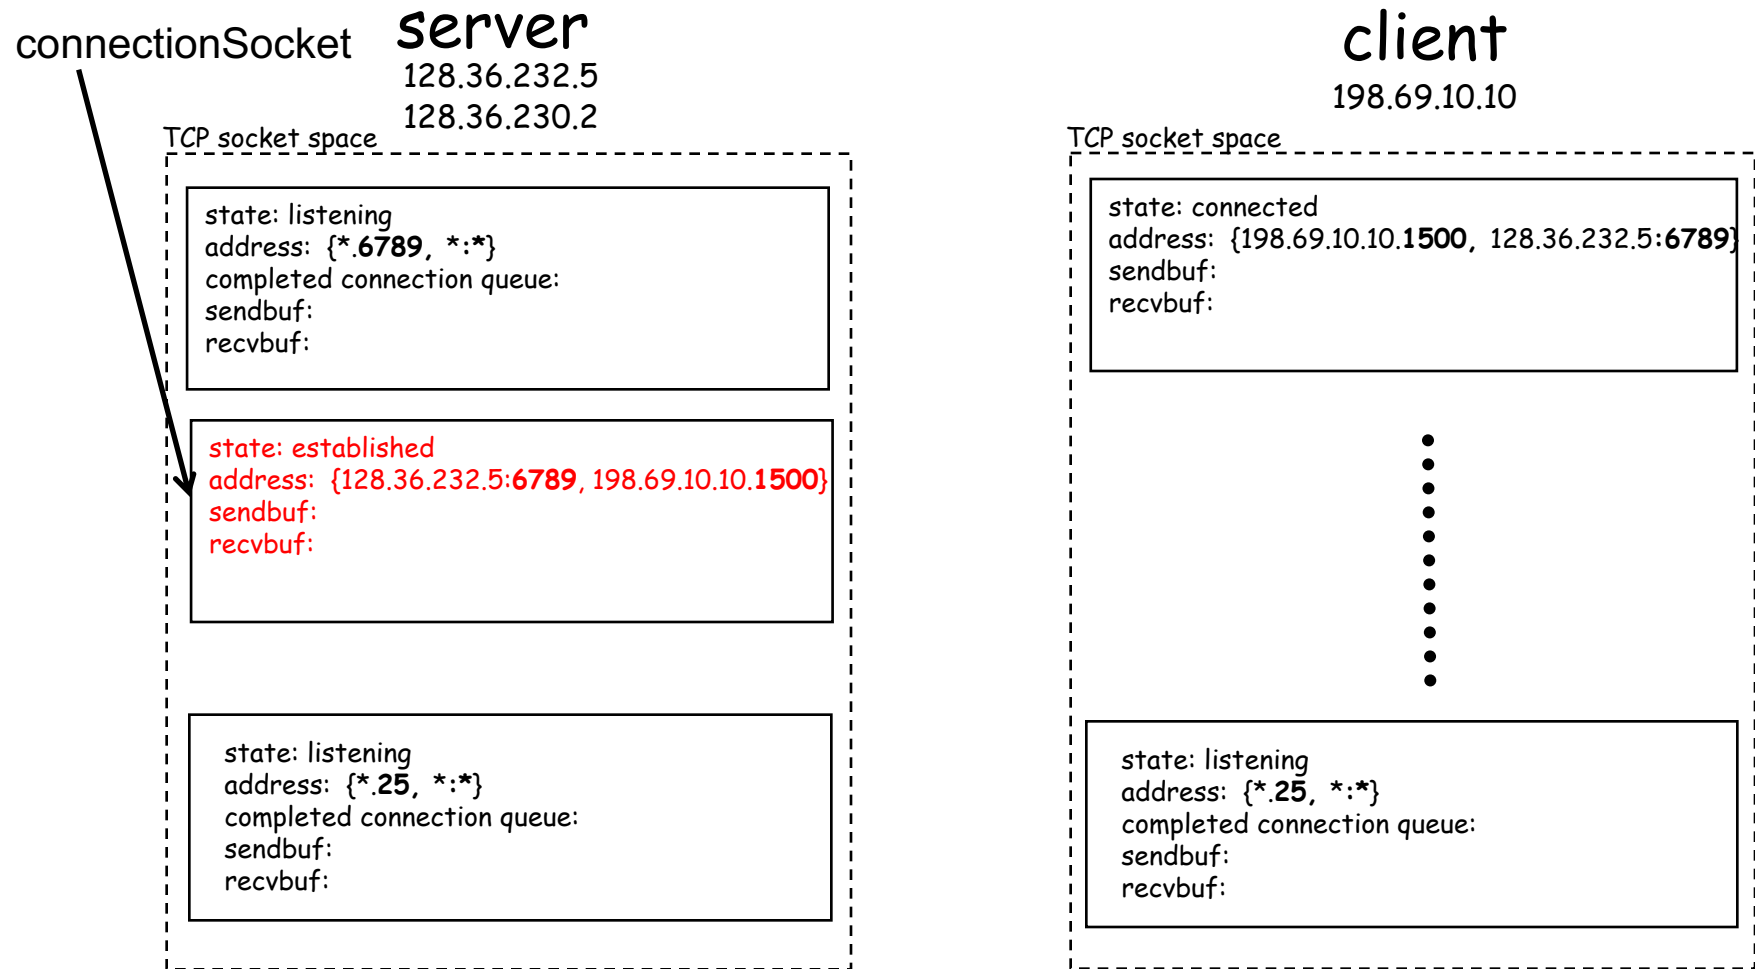 connectionSocket
server
128.36.232.5
128.36.230.2
TCP socket space
state: listening
address: {*.6789, *:*}
completed connection queue:
sendbuf:
recvbuf:
state: established
address: {128.36.232.5:6789, 198.69.10.10.1500}
sendbuf:
recvbuf:
state: listening
address: {*.25, *:*}
completed connection queue:
sendbuf:
recvbuf:
client
198.69.10.10
TCP socket space
state: connected
address: {198.69.10.10.1500, 128.36.232.5:6789}
sendbuf:
recvbuf:
state: listening
address: {*.25, *:*}
completed connection queue:
sendbuf:
recvbuf: